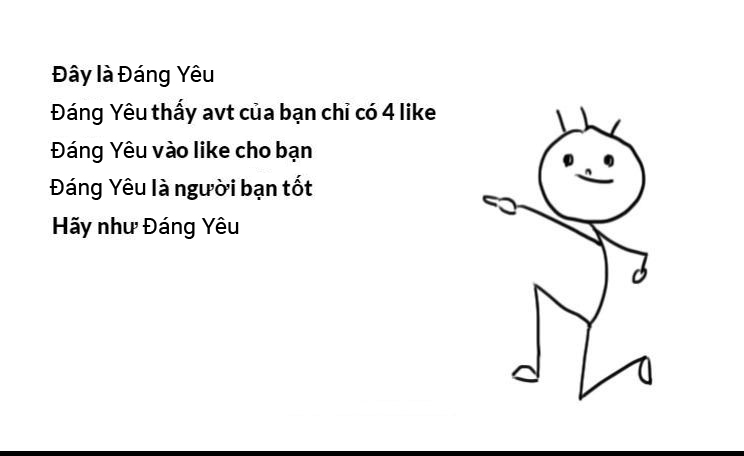 Đây là Đáng Yêu
Đáng Yêu thấy avt của bạn chỉ có 4 like
Đáng Yêu vào like cho bạn
Đáng Yêu là người bạn tốt
Hãy như Đáng Yêu